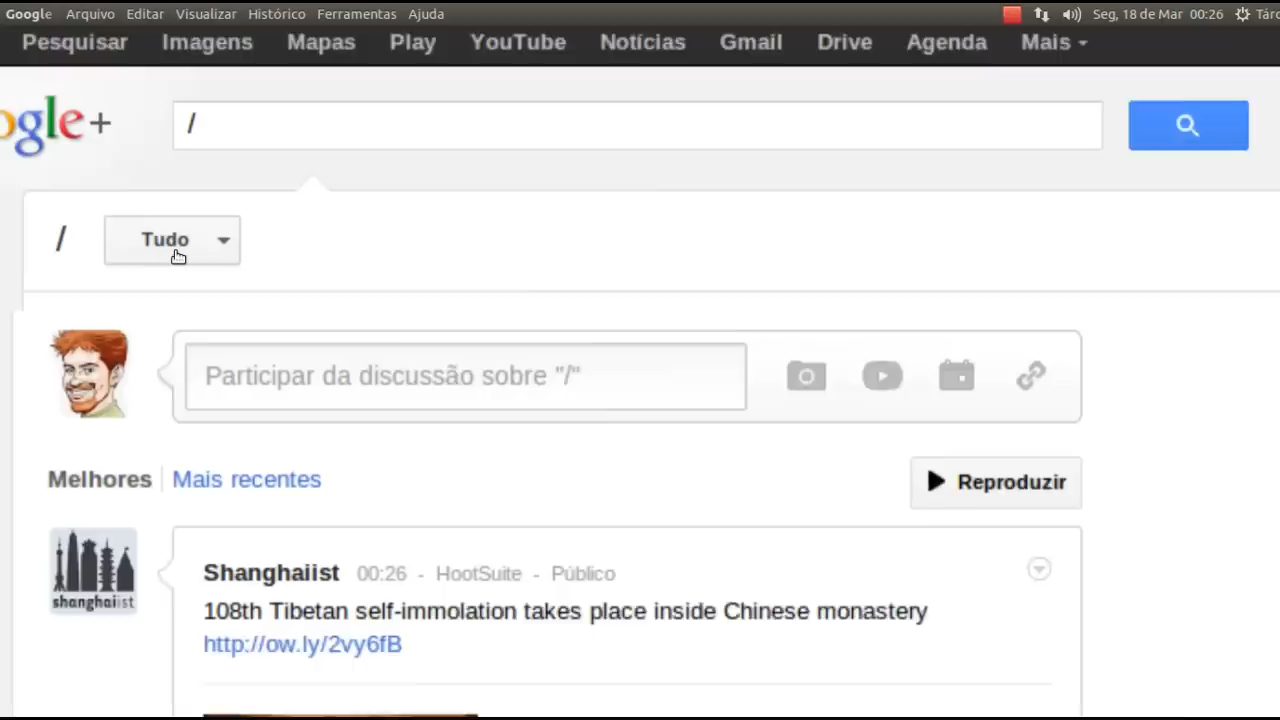 Google Arquivo Editar Visualizar Histórico Ferramentas Ajuda Seg, 18 de Mar 00:26 Tárc
Pesquisar Imagens Mapas Play YouTube Notícias Gmail Drive Agenda Mais
ogle+ /
/ Tudo
Participar da discussão sobre "/"
Melhores Mais recentes Reproduzir
shanghaiist
Shanghaiist 00:26 - HootSuite - Público
108th Tibetan self-immolation takes place inside Chinese monastery
http://ow.ly/2vy6fB